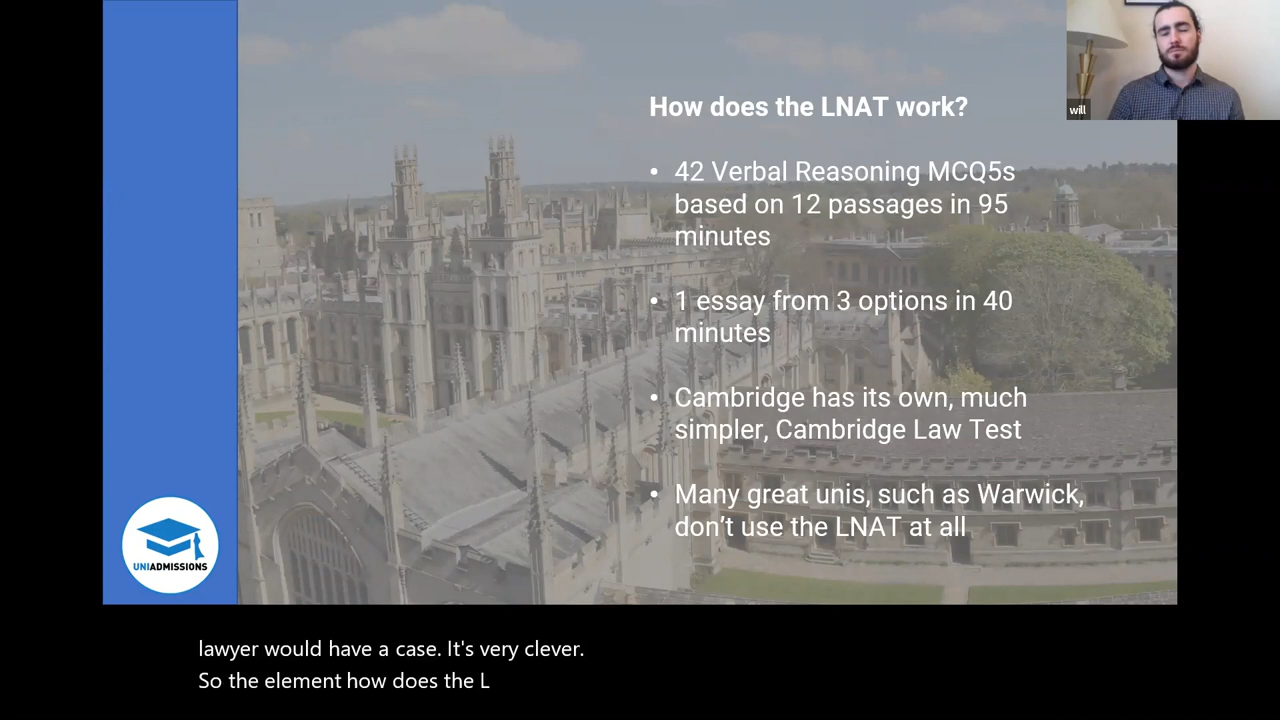 How does the LNAT work?
• 42 Verbal Reasoning MCQ5s
based on 12 passages in 95
minutes
• 1 essay from 3 options in 40
minutes
• Cambridge has its own, much
simpler, Cambridge Law Test
• Many great unis, such as Warwick,
don’t use the LNAT at all
will
UNIADMISSIONS
lawyer would have a case. It's very clever.
So the element how does the L